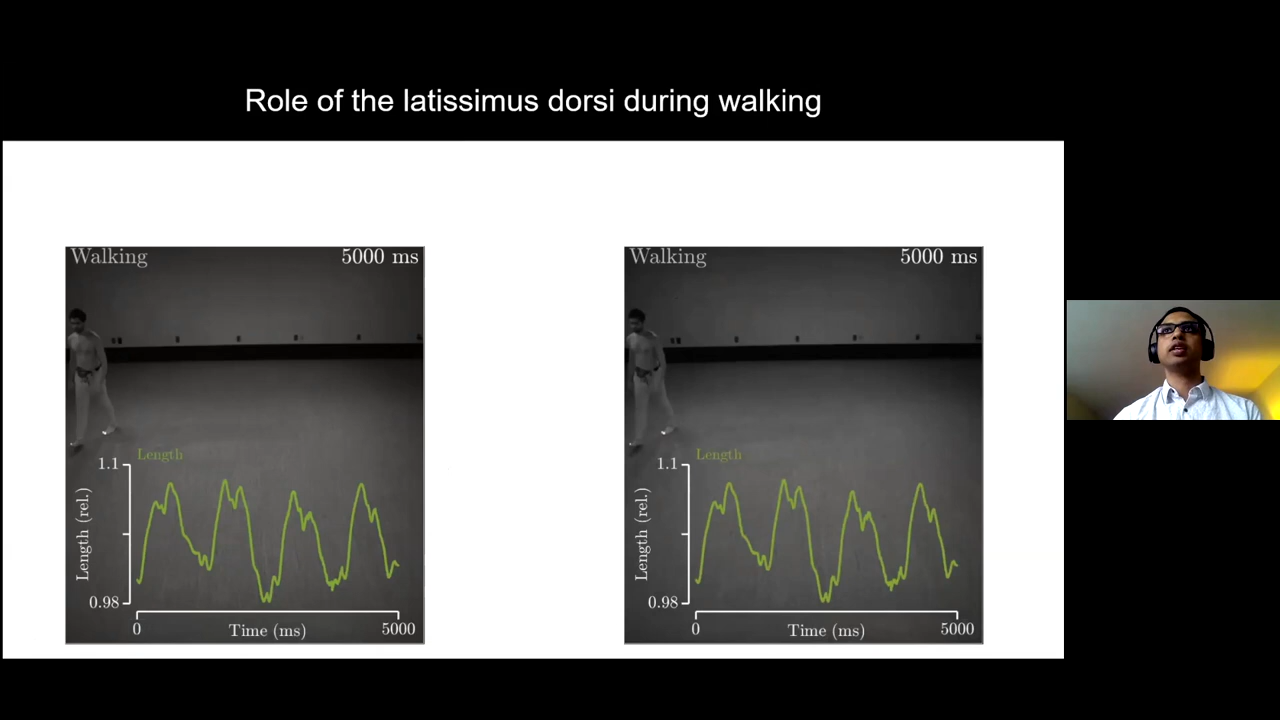 Role of the latissimus dorsi during walking
Walking 5000 ms
Length
1.1
Length (rel.)
0.98
0 Time (ms) 5000
Walking 5000 ms
Length
1.1
Length (rel.)
0.98
0 Time (ms) 5000